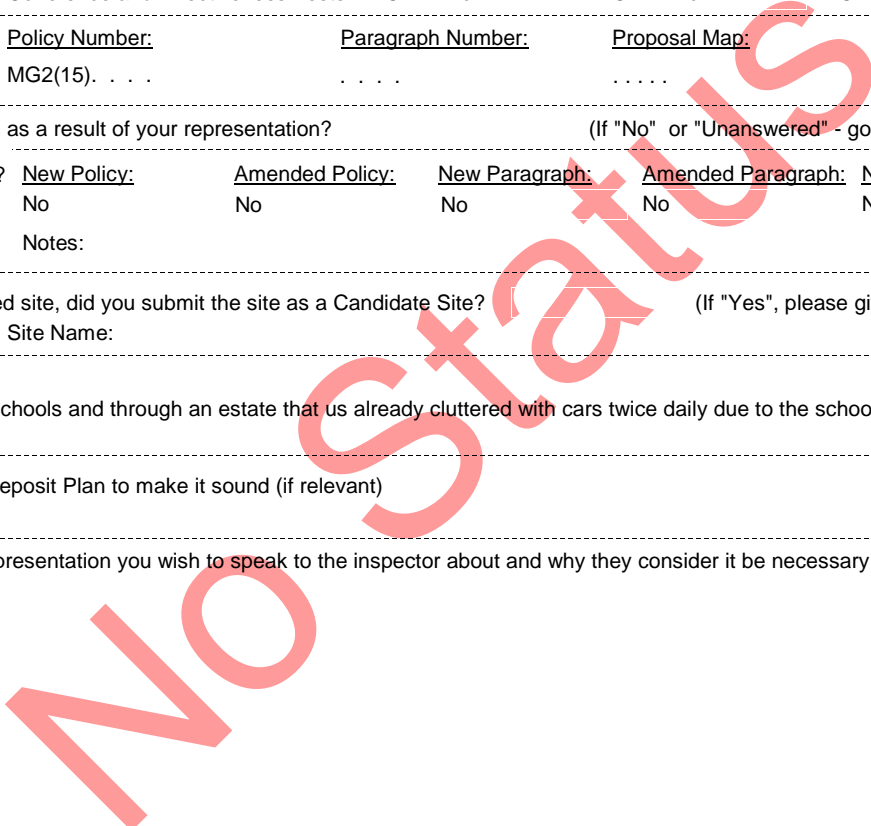 Policy Number: Paragraph Number: Proposal Map:
MG2(15). . . . . . . . . . . . .
as a result of your representation? (If "No" or "Unanswered" - go
? New Policy: Amended Policy: New Paragraph: Amended Paragraph: N
No No No No N
Notes:
ed site, did you submit the site as a Candidate Site? (If "Yes", please gi
Site Name:
chools and through an estate that us already cluttered with cars twice daily due to the schoo
eposit Plan to make it sound (if relevant)
presentation you wish to speak to the inspector about and why they consider it be necessary
No Status